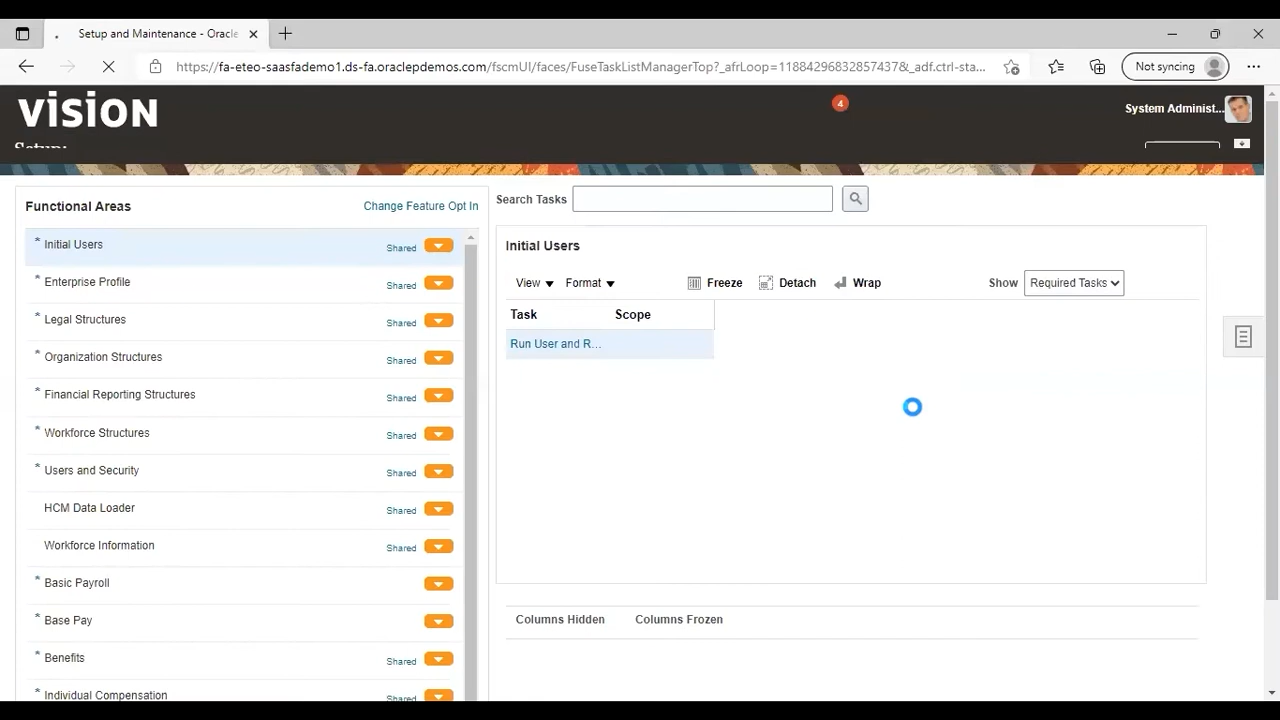 Setup and Maintenance - Oracle
https://fa-eteo-saasfademo1.ds-fa.oraclepdemos.com/fscmUI/faces/FuseTaskListManagerTop?_afrLoop=11884296832857437&_adf.ctrl-sta...
Not syncing
vision
4
System Administ...
Setup:
Functional Areas
Change Feature Opt In
* Initial Users Shared
* Enterprise Profile Shared
* Legal Structures Shared
* Organization Structures Shared
* Financial Reporting Structures Shared
* Workforce Structures Shared
* Users and Security Shared
HCM Data Loader Shared
Workforce Information Shared
* Basic Payroll
* Base Pay
* Benefits Shared
* Individual Compensation Shared
Search Tasks
Initial Users
View Format Freeze Detach Wrap Show Required Tasks
Task Scope
Run User and R...
Columns Hidden Columns Frozen